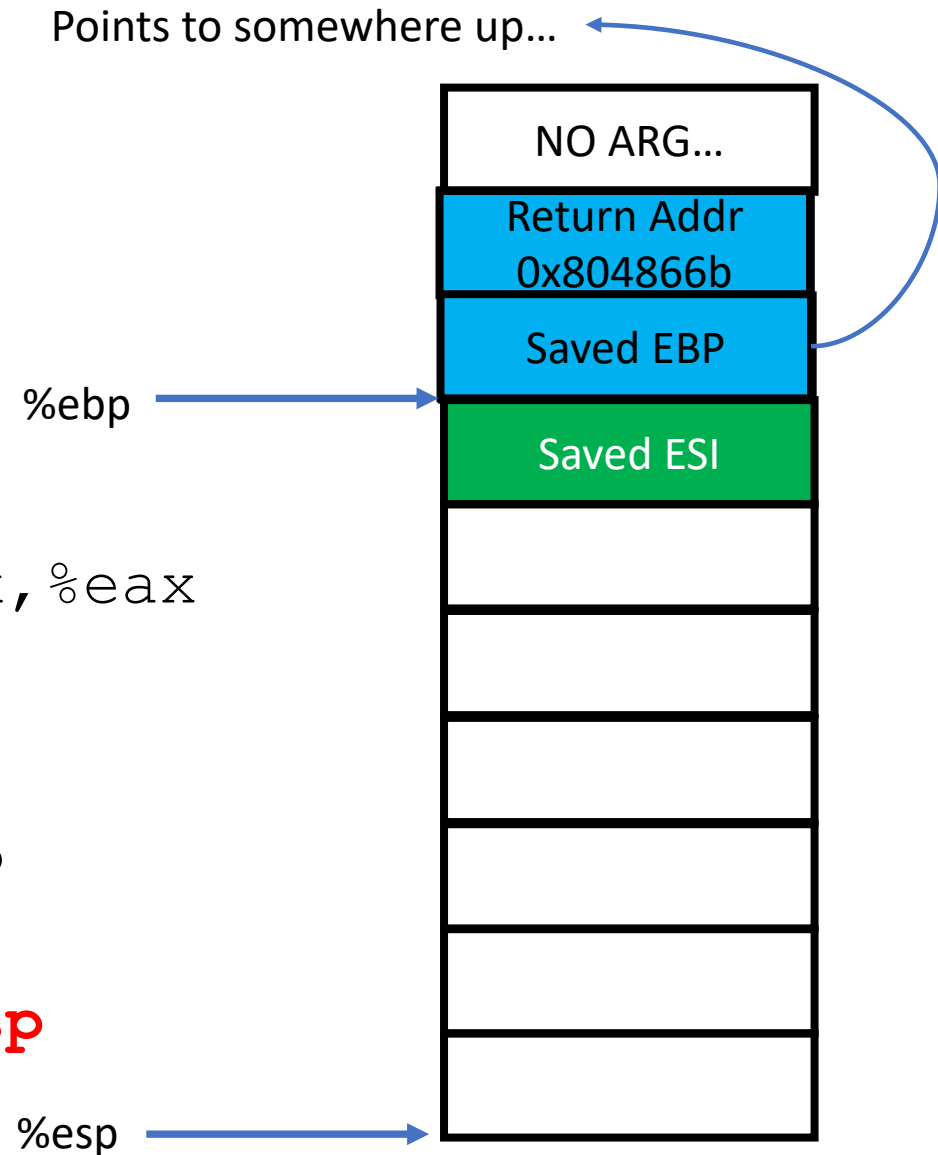 Points to somewhere up…
NO ARG…
Return Addr
0x804866b
Saved EBP
%ebp
Saved ESI
,%eax
p
%esp